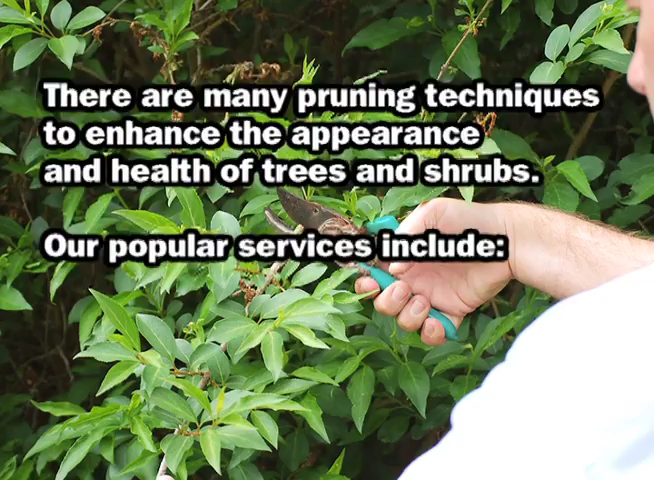 There are many pruning techniques
to enhance the appearance
and health of trees and shrubs.
Our popular services include: